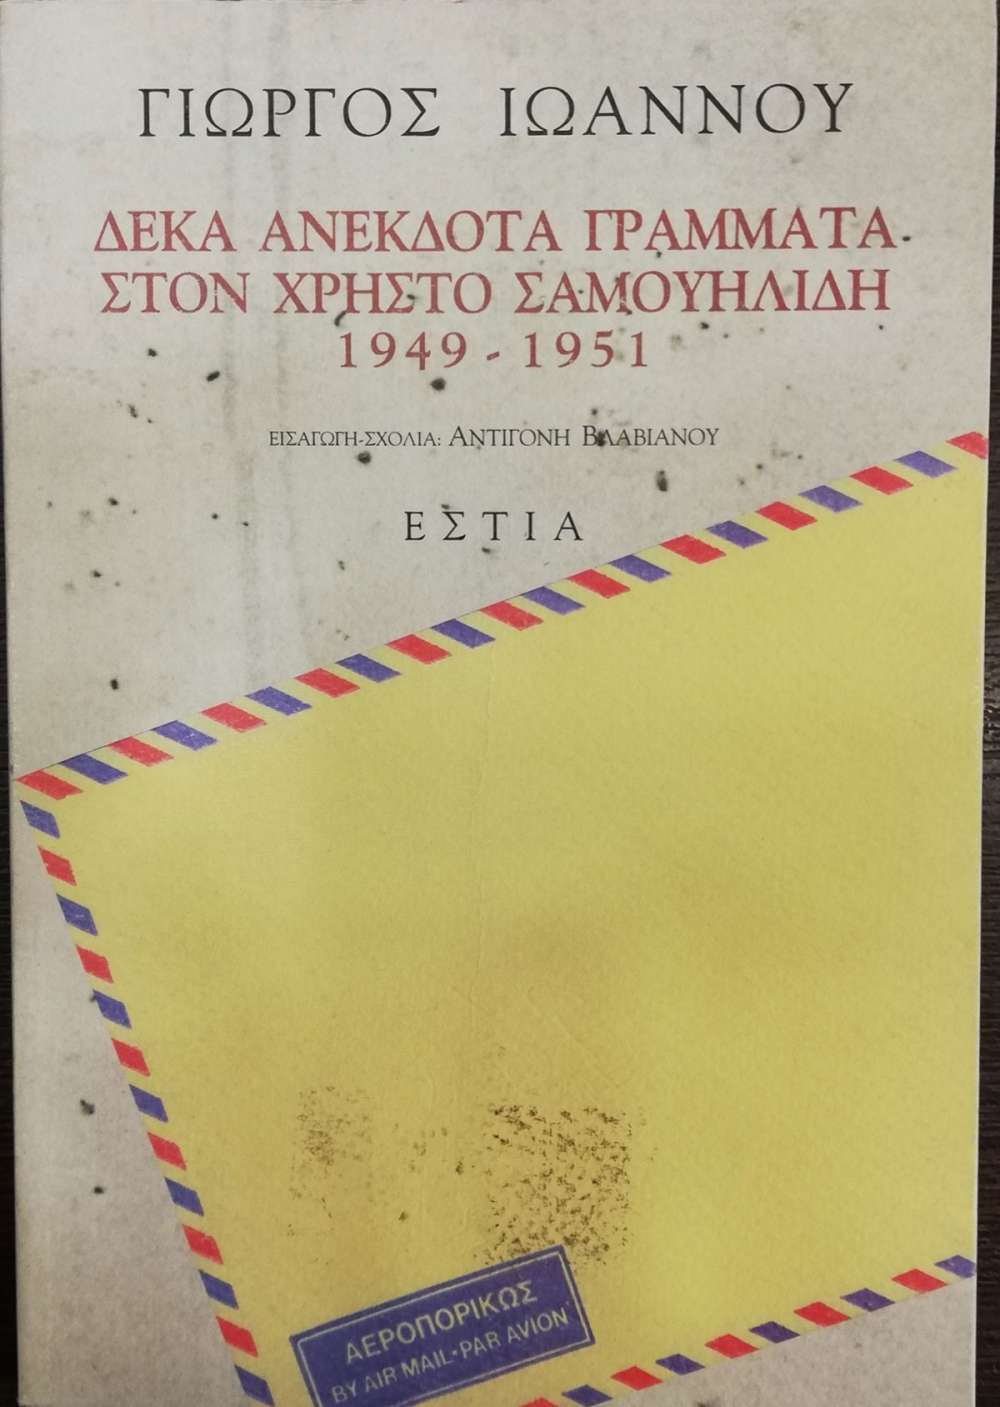 ΓΙΩΡΓΟΣ ΙΩΑΝΝΟΥ
ΔΕΚΑ ΑΝΕΚΔΟΤΑ ΓΡΑΜΜΑΤΑ
ΣΤΟΝ ΧΡΗΣΤΟ ΣΑΜΟΥΗΛΙΔΗ
1949 - 1951
ΕΙΣΑΓΩΓΗ-ΣΧΟΛΙΑ: ΑΝΤΙΓΟΝΗ ΒΛΑΒΙΑΝΟΥ
ΕΣΤΙΑ
ΑΕΡΟΠΟΡΙΚΩΣ
BY AIR MAIL·PAR AVION